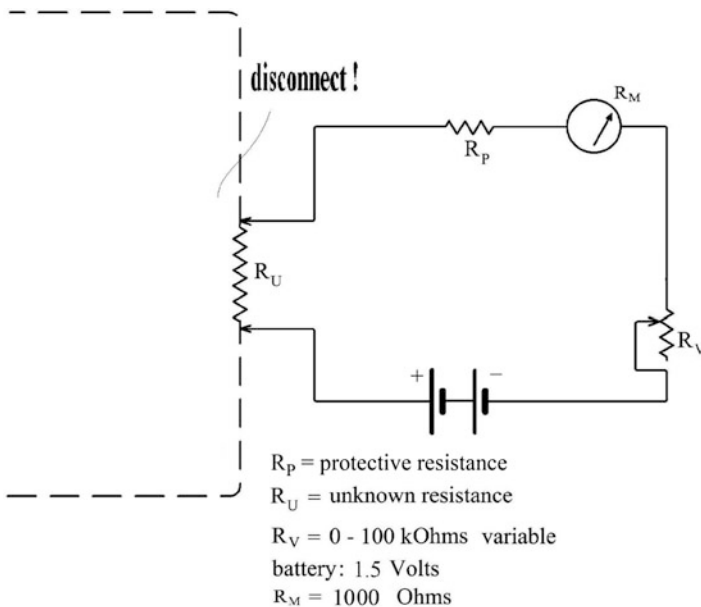 disconnect !
R_M
R_P
R_U
R_V
+ −
R_P = protective resistance
R_U = unknown resistance
R_V = 0 - 100 kOhms variable
battery: 1.5 Volts
R_M = 1000 Ohms